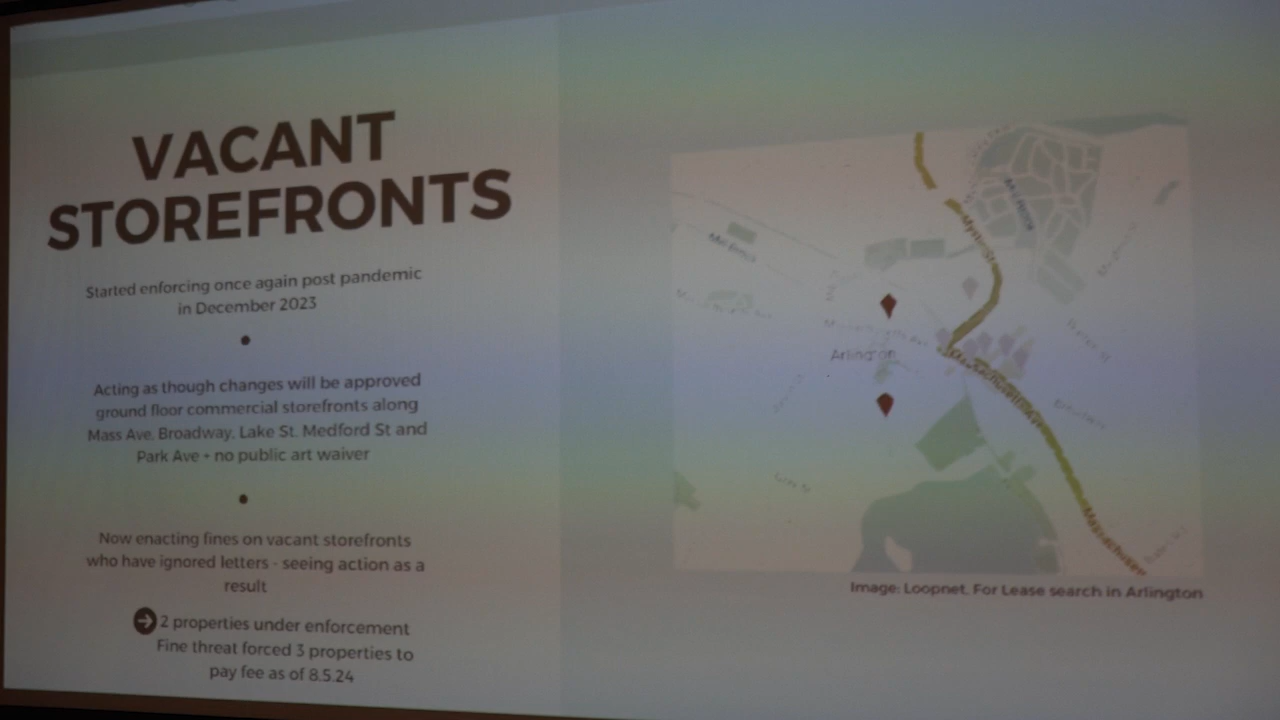 VACANT
STOREFRONTS
Started enforcing once again post pandemic
in December 2023
Acting as though changes will be approved
ground floor commercial storefronts along
Mass Ave, Broadway, Lake St, Medford St and
Park Ave + no public art waiver
Now enacting fines on vacant storefronts
who have ignored letters - seeing action as a
result
2 properties under enforcement
Fine threat forced 3 properties to
pay fee as of 8.5.24
Mystic St
Arlington
Image: Loopnet, For Lease search in Arlington